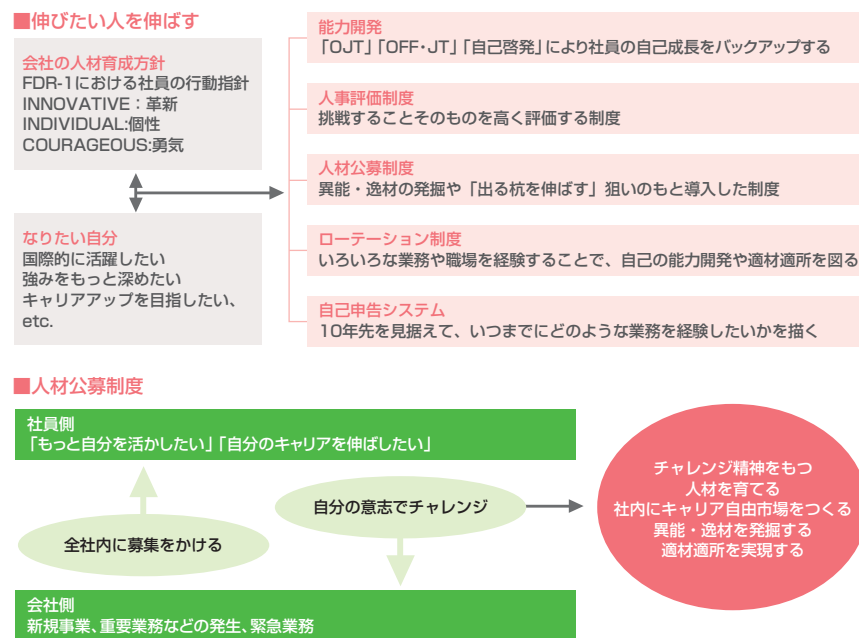 ■伸びたい人を伸ばす
会社の人材育成方針
FDR-1における社員の行動指針
INNOVATIVE：革新
INDIVIDUAL:個性
COURAGEOUS:勇気
なりたい自分
国際的に活躍したい
強みをもっと深めたい
キャリアアップを目指したい、
etc.
能力開発
「OJT」「OFF・JT」「自己啓発」により社員の自己成長をバックアップする
人事評価制度
挑戦することそのものを高く評価する制度
人材公募制度
異能・逸材の発掘や「出る杭を伸ばす」狙いのもと導入した制度
ローテーション制度
いろいろな業務や職場を経験することで、自己の能力開発や適材適所を図る
自己申告システム
10年先を見据えて、いつまでにどのような業務を経験したいかを描く
■人材公募制度
社員側
「もっと自分を活かしたい」「自分のキャリアを伸ばしたい」
全社内に募集をかける
自分の意志でチャレンジ
会社側
新規事業、重要業務などの発生、緊急業務
チャレンジ精神をもつ
人材を育てる
社内にキャリア自由市場をつくる
異能・逸材を発掘する
適材適所を実現する